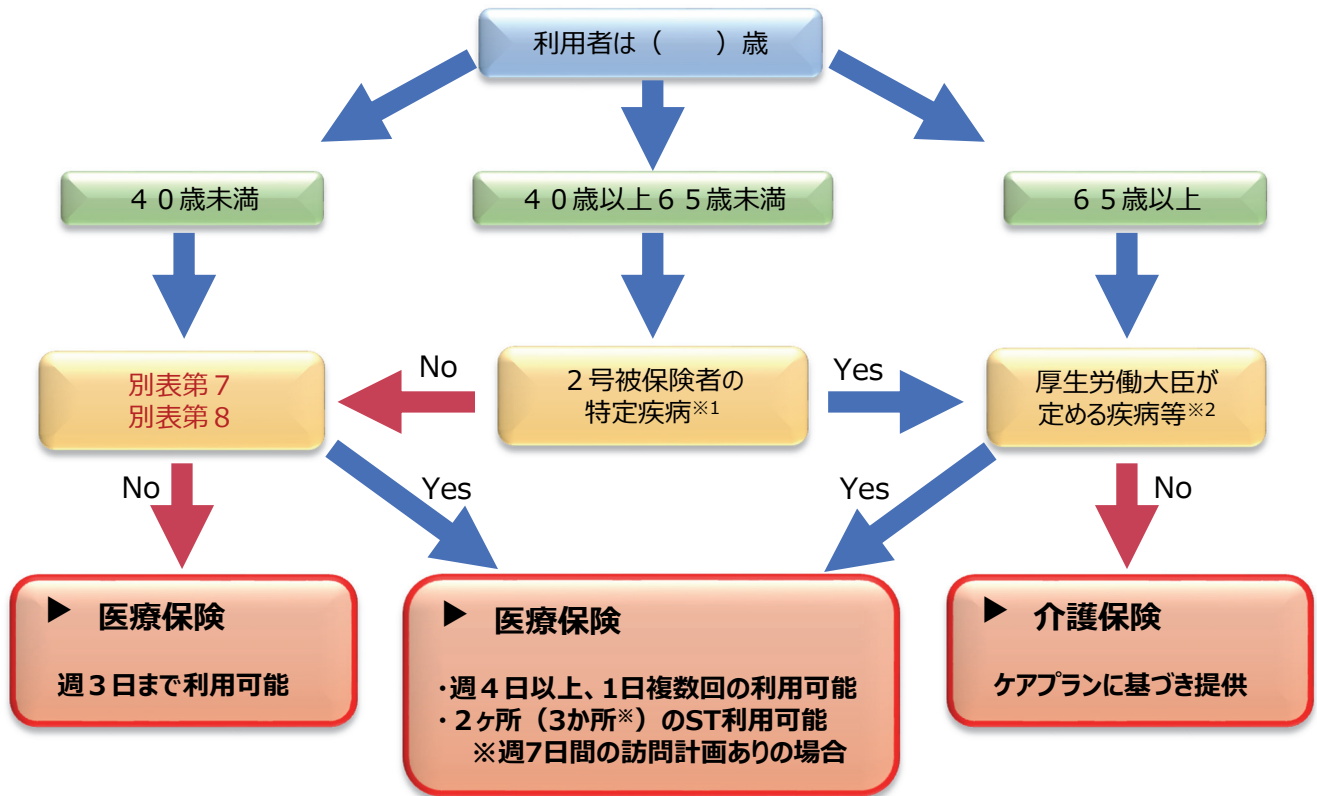 利用者は（　　）歳
４０歳未満
４０歳以上６５歳未満
６５歳以上
別表第７
別表第８
No
２号被保険者の
特定疾病※1
Yes
厚生労働大臣が
定める疾病等※2
No
Yes
Yes
No
▶ 医療保険
週３日まで利用可能
▶ 医療保険
・週４日以上、1日複数回の利用可能
・２ヶ所（3か所※）のST利用可能
※週7日間の訪問計画ありの場合
▶ 介護保険
ケアプランに基づき提供